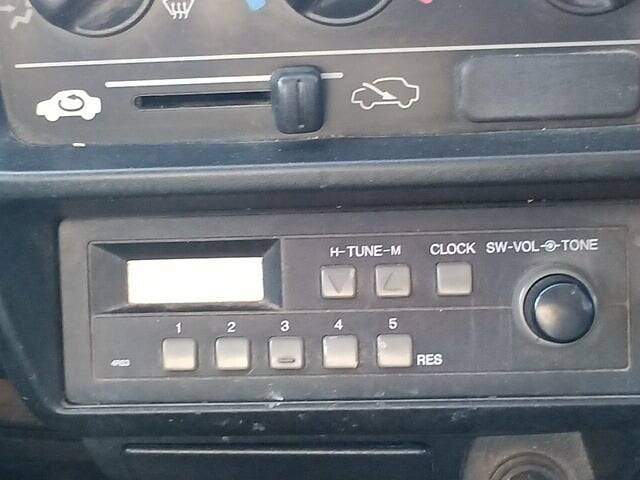 H-TUNE-M CLOCK SW-VOL TONE
1 2 3 4 5
RES